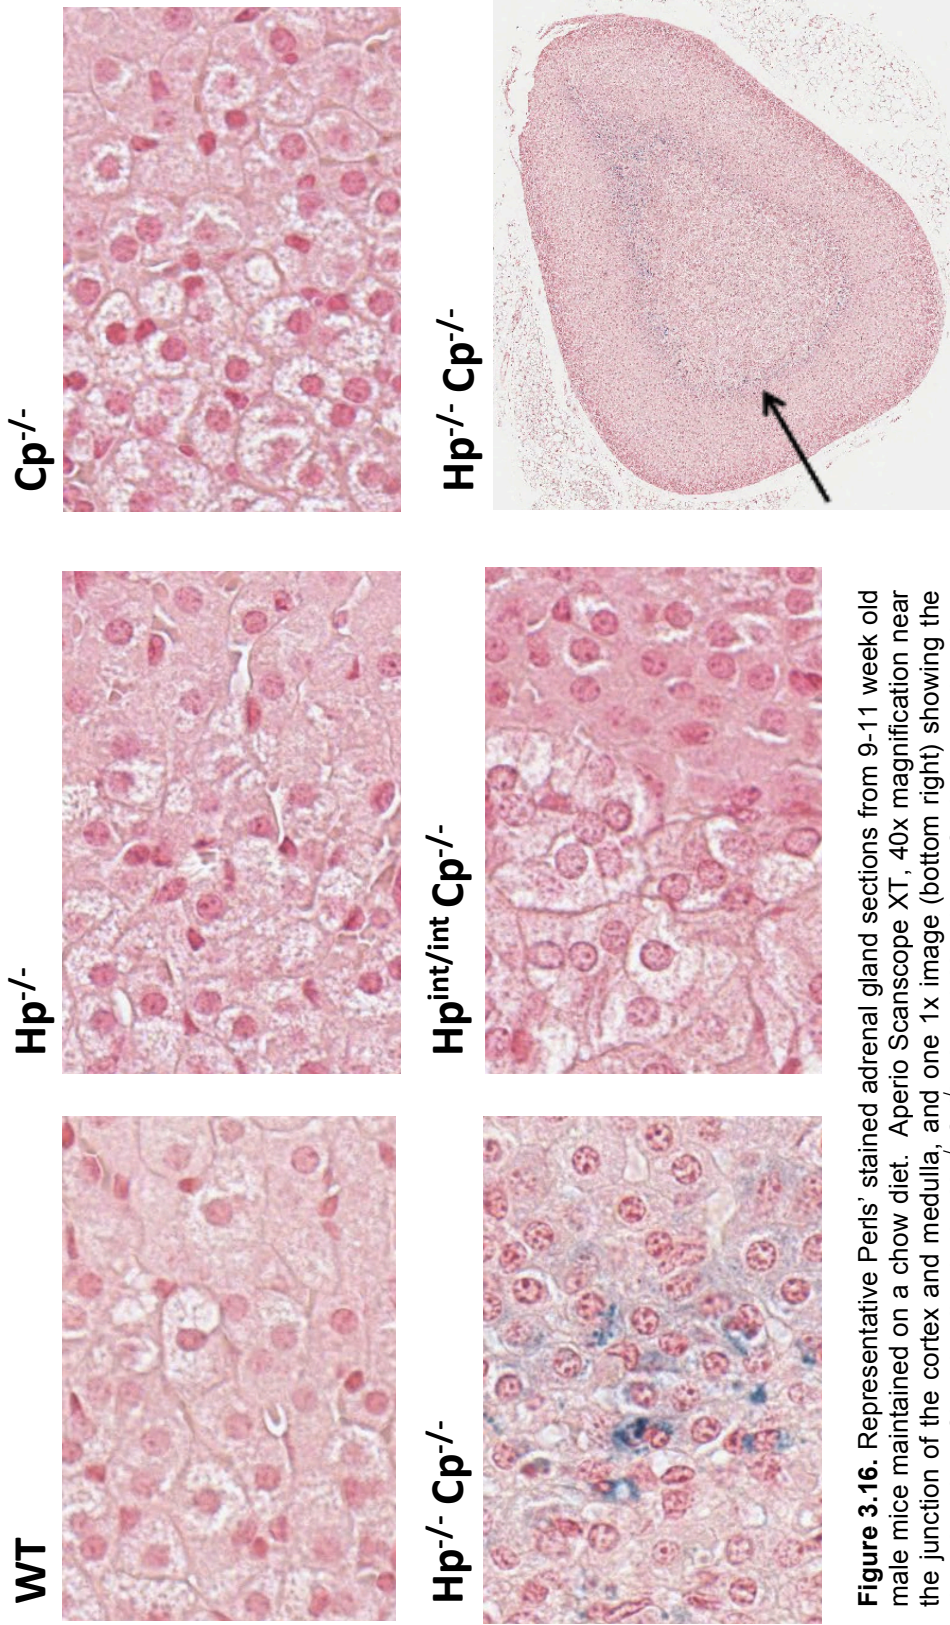 WT
Hp-/-
Cp-/-
Hp-/- Cp-/-
Hpint/int Cp-/-
Hp-/- Cp-/-
Figure 3.16. Representative Perls’ stained adrenal gland sections from 9-11 week old
male mice maintained on a chow diet. Aperio Scanscope XT, 40x magnification near
the junction of the cortex and medulla, and one 1x image (bottom right) showing the